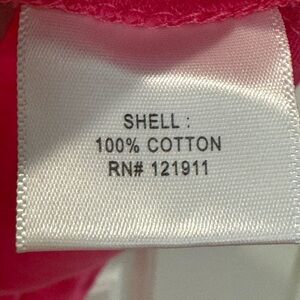 SHELL :
100% COTTON
RN# 121911